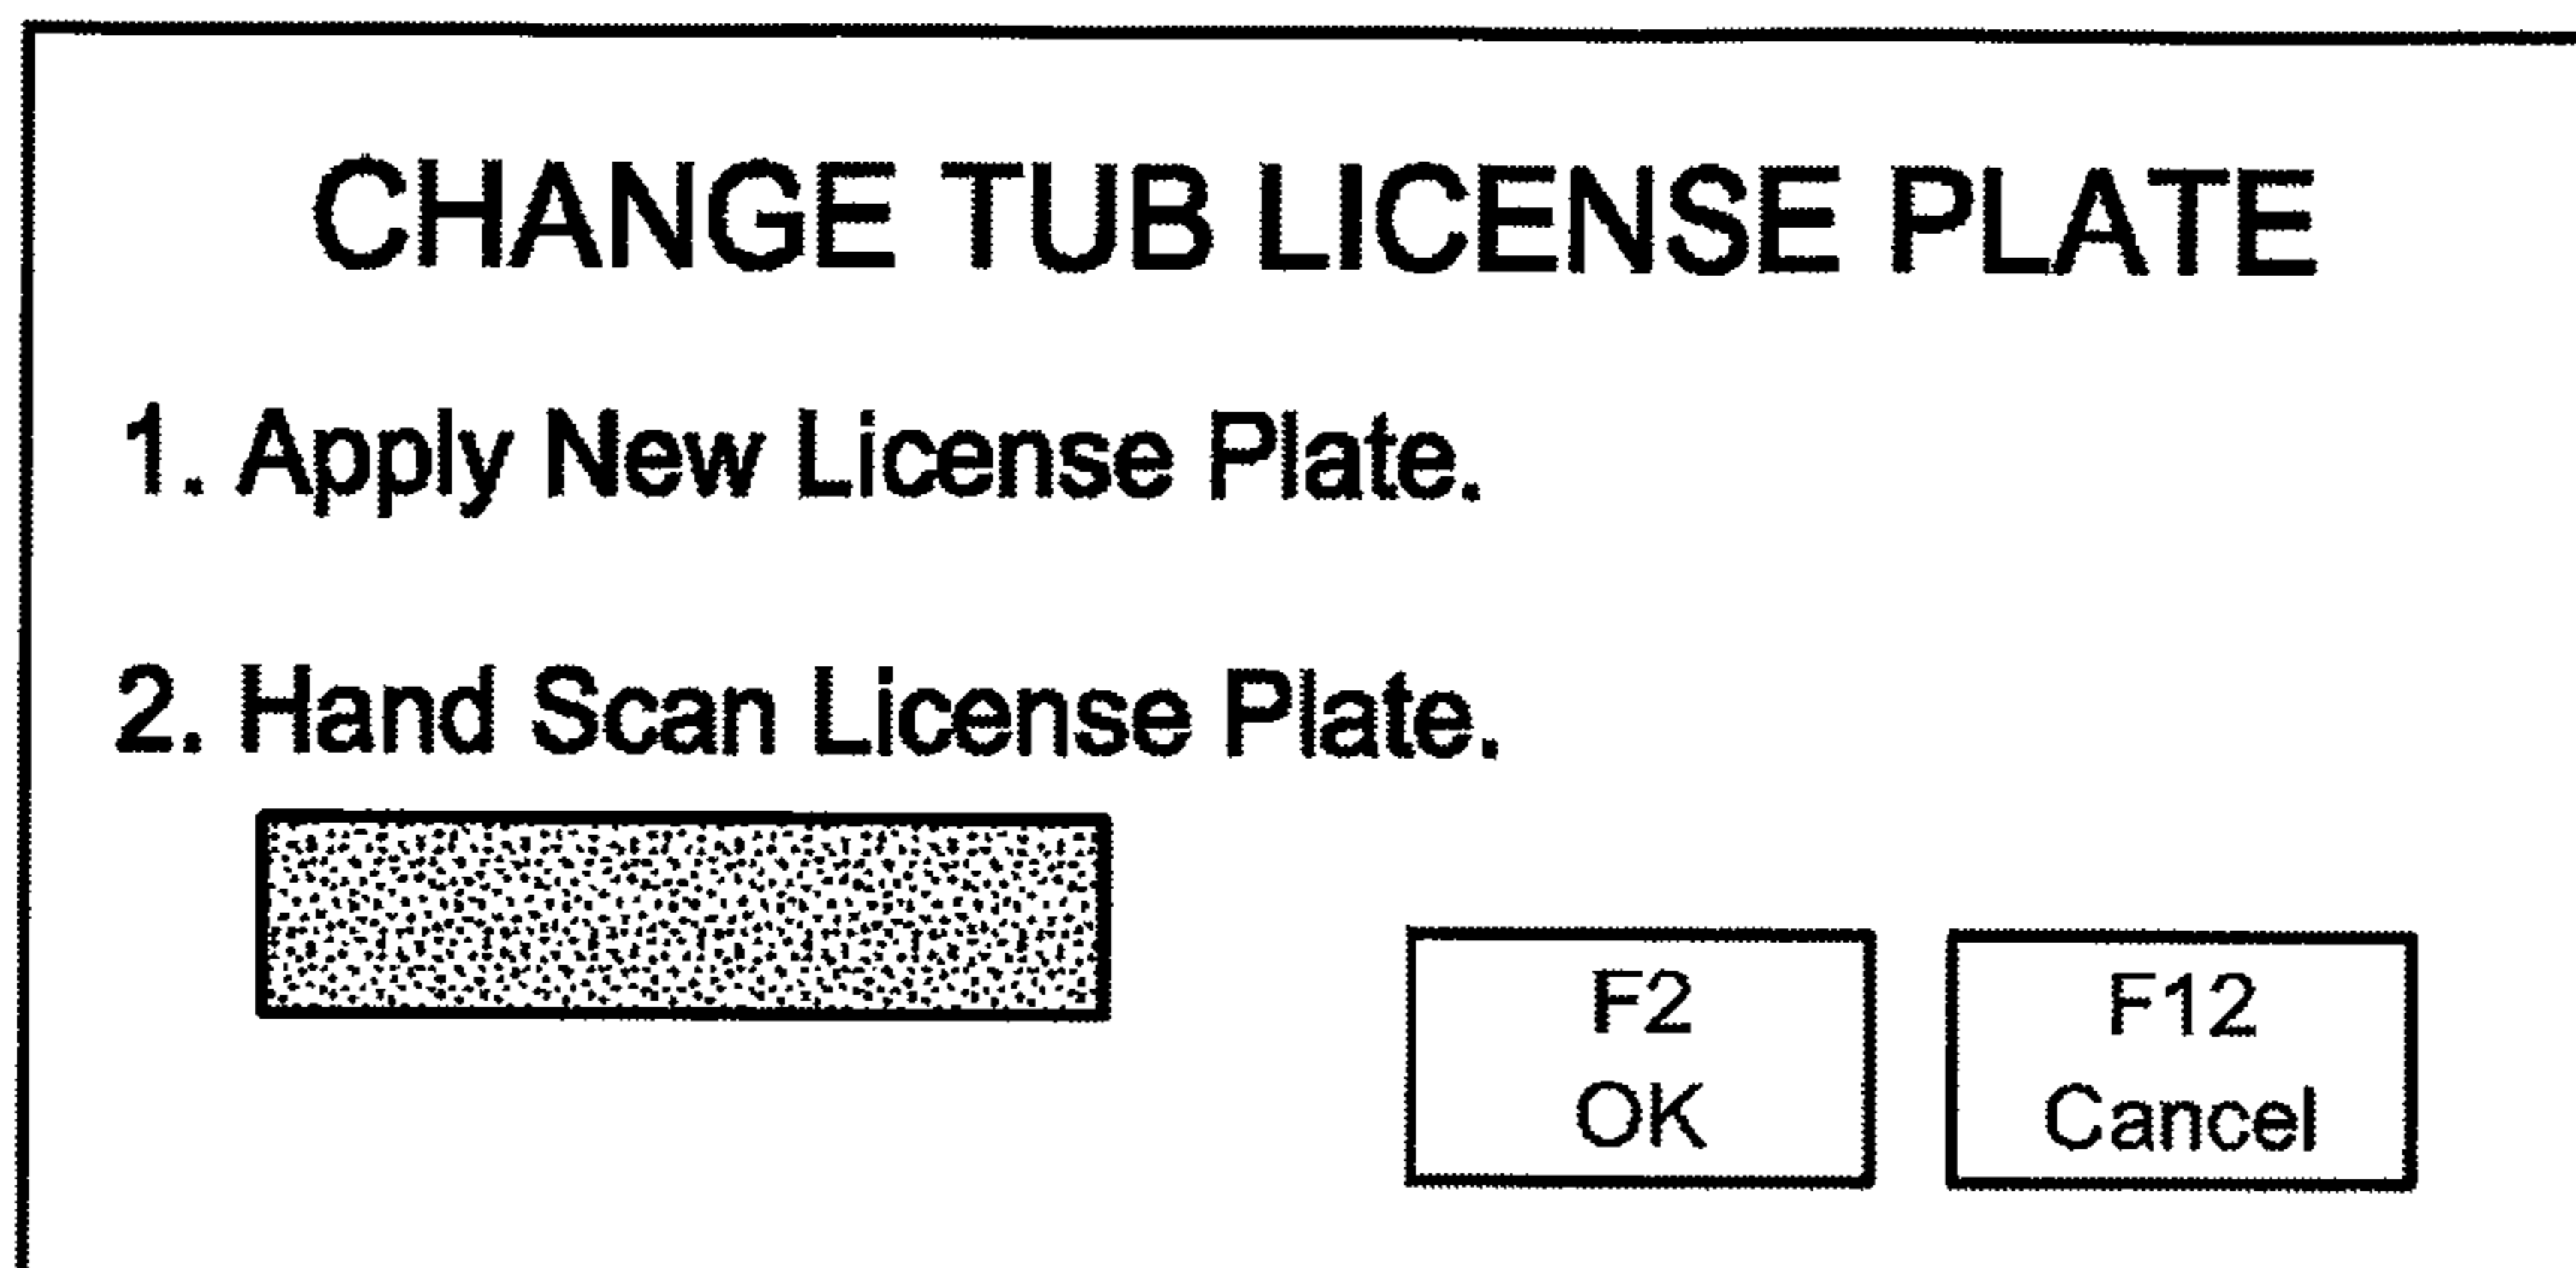 CHANGE TUB LICENSE PLATE
1. Apply New License Plate.
2. Hand Scan License Plate.
F2
OK
F12
Cancel